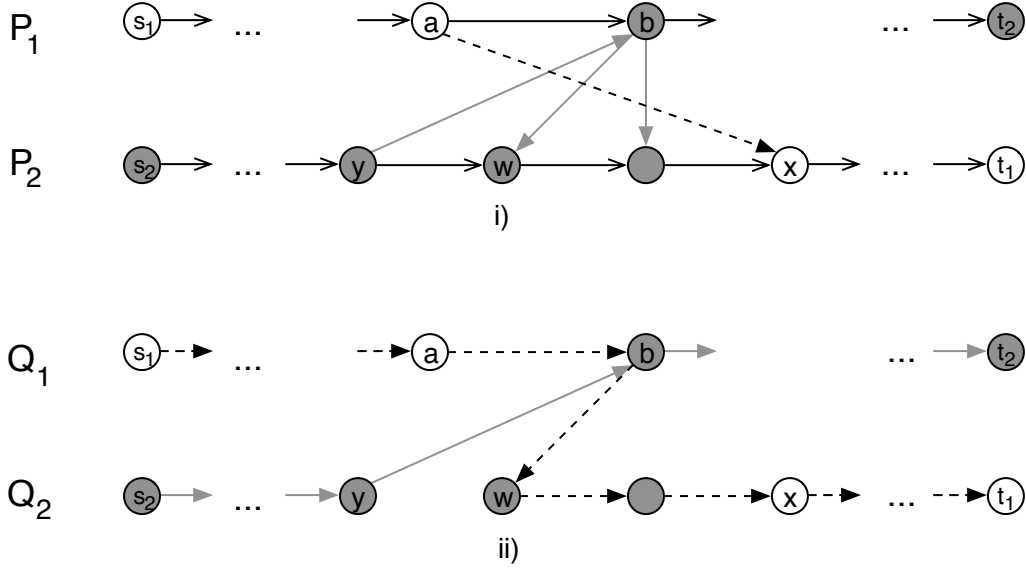 P1 s1 ... a b ... t2
P2 s2 ... y w x ... t1
i)
Q1 s1 ... a b ... t2
Q2 s2 ... y w x ... t1
ii)